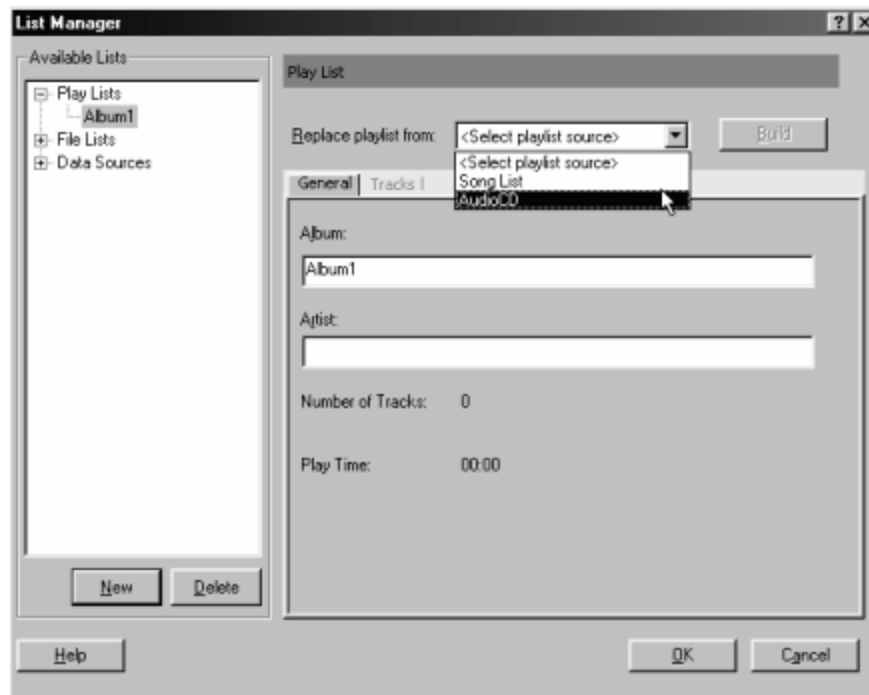 List Manager
Available Lists
Play Lists
Album1
File Lists
Data Sources
New
Delete
Play List
Replace playlist from:
<Select playlist source>
Build
<Select playlist source>
Song List
AudioCD
General
Tracks
Album:
Album1
Artist:
Number of Tracks: 0
Play Time: 00:00
Help
OK
Cancel